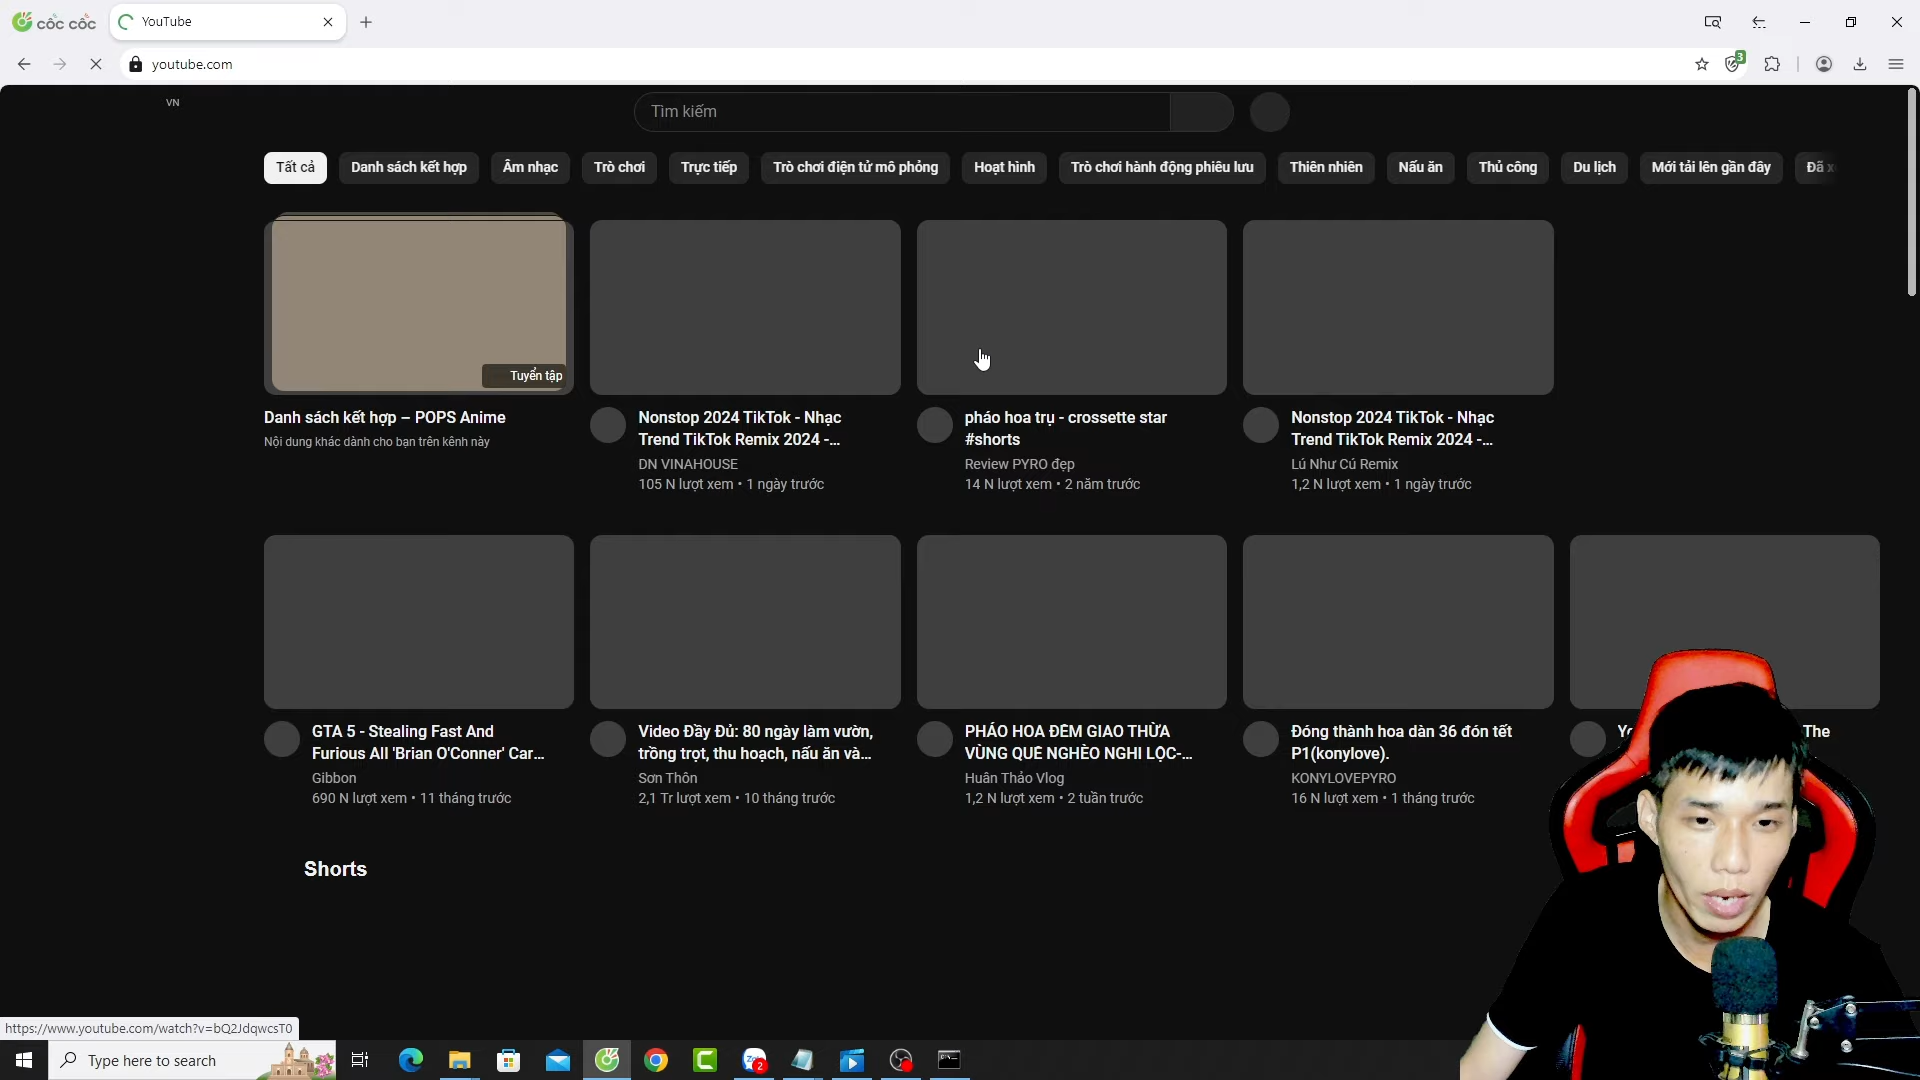 cốc cốc
YouTube
youtube.com
3
VN
Tìm kiếm
Tất cả
Danh sách kết hợp
Âm nhạc
Trò chơi
Trực tiếp
Trò chơi điện tử mô phỏng
Hoạt hình
Trò chơi hành động phiêu lưu
Thiên nhiên
Nấu ăn
Thủ công
Du lịch
Mới tải lên gần đây
Đã x
Tuyển tập
Danh sách kết hợp – POPS Anime
Nội dung khác dành cho bạn trên kênh này
Nonstop 2024 TikTok - Nhạc
Trend TikTok Remix 2024 -...
DN VINAHOUSE
105 N lượt xem • 1 ngày trước
pháo hoa trụ - crossette star
#shorts
Review PYRO đẹp
14 N lượt xem • 2 năm trước
Nonstop 2024 TikTok - Nhạc
Trend TikTok Remix 2024 -...
Lú Như Cú Remix
1,2 N lượt xem • 1 ngày trước
GTA 5 - Stealing Fast And
Furious All 'Brian O'Conner' Car...
Gibbon
690 N lượt xem • 11 tháng trước
Video Đầy Đủ: 80 ngày làm vườn,
trồng trọt, thu hoạch, nấu ăn và...
Sơn Thôn
2,1 Tr lượt xem • 10 tháng trước
PHÁO HOA ĐÊM GIAO THỪA
VÙNG QUÊ NGHÈO NGHI LỘC-...
Huân Thảo Vlog
1,2 N lượt xem • 2 tuần trước
Đóng thành hoa dàn 36 đón tết
P1(konylove).
KONYLOVEPYRO
16 N lượt xem • 1 tháng trước
The
Shorts
https://www.youtube.com/watch?v=bQ2JdqwcsT0
Type here to search
2